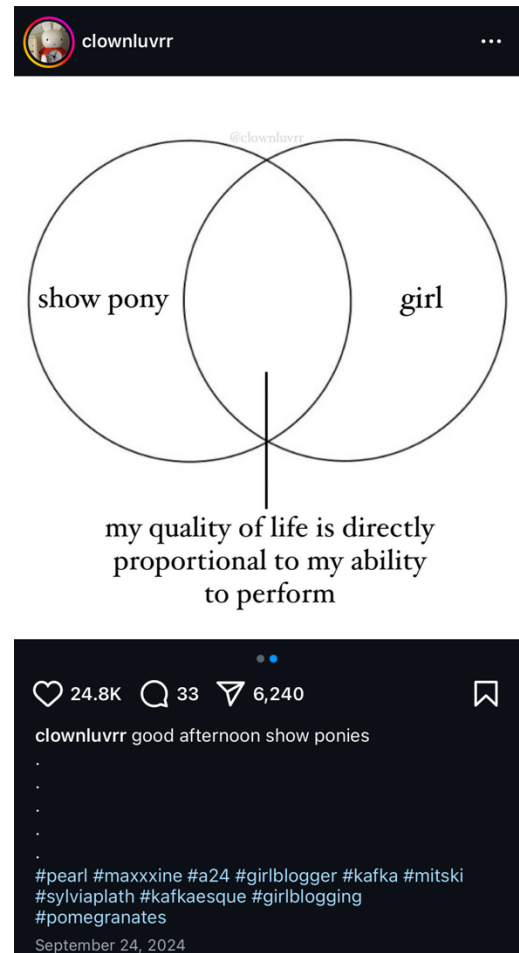 clownluvrr
@clownluvrr
show pony
girl
my quality of life is directly
proportional to my ability
to perform
24.8K 33 6,240
clownluvrr good afternoon show ponies
.
.
.
.
.
#pearl #maxxxine #a24 #girlblogger #kafka #mitski
#sylviaplath #kafkaesque #girlblogging
#pomegranates
September 24, 2024